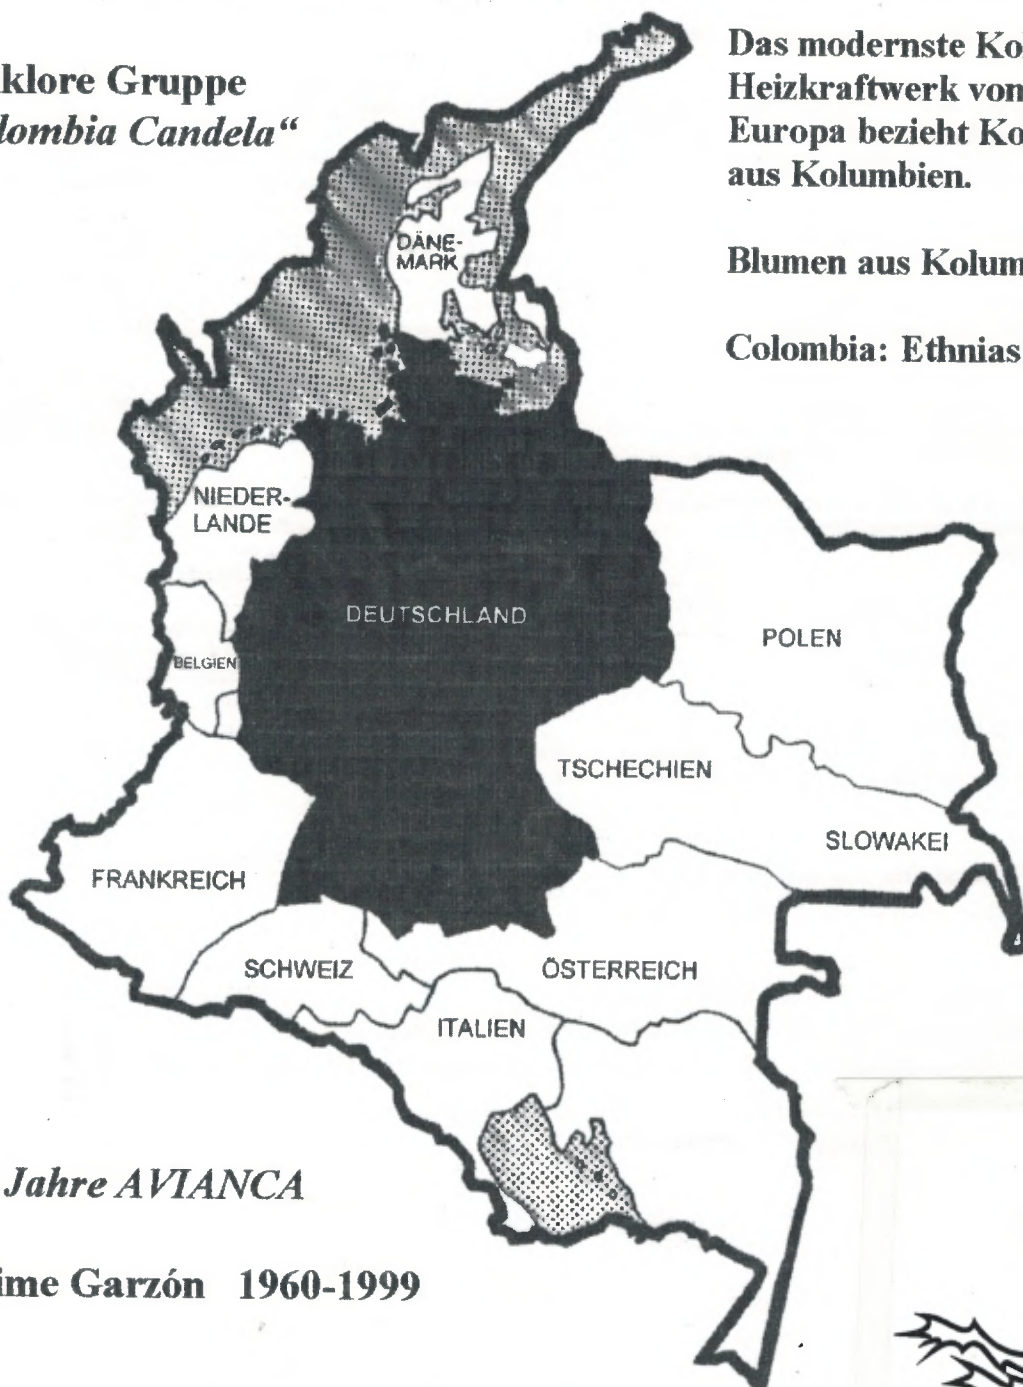 klore Gruppe
lombia Candela“
Das modernste Ko
Heizkraftwerk von
Europa bezieht Ko
aus Kolumbien.
Blumen aus Kolum
Colombia: Ethnias
DÄNE-
MARK
NIEDER-
LANDE
DEUTSCHLAND
POLEN
BELGIEN
TSCHECHIEN
SLOWAKEI
FRANKREICH
SCHWEIZ
ÖSTERREICH
ITALIEN
Jahre AVIANCA
ime Garzón 1960-1999